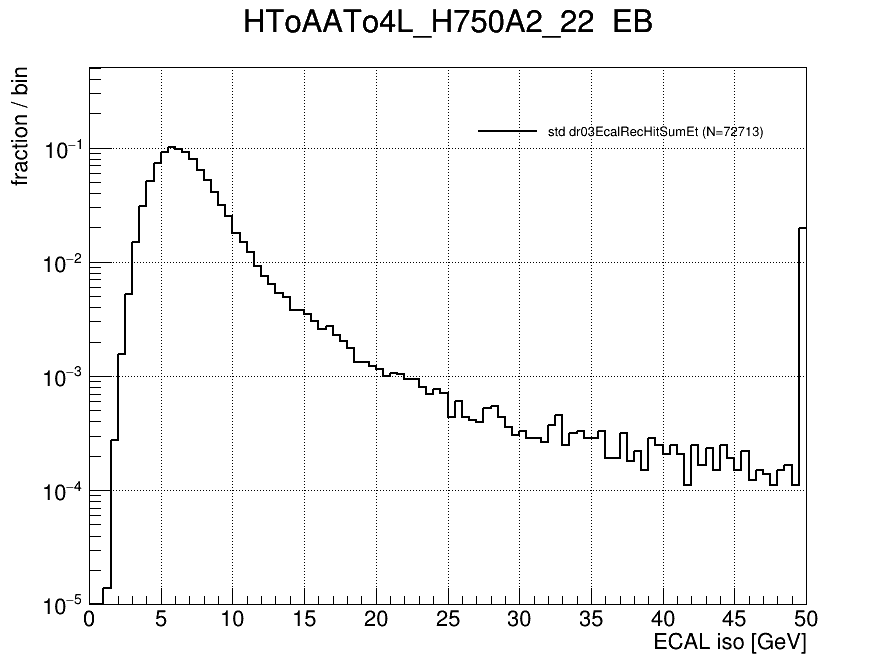 HToAATo4L_H750A2_22 EB
fraction / bin
std dr03EcalRecHitSumEt (N=72713)
10⁻¹
10⁻²
10⁻³
10⁻⁴
10⁻⁵
0 5 10 15 20 25 30 35 40 45 50
ECAL iso [GeV]